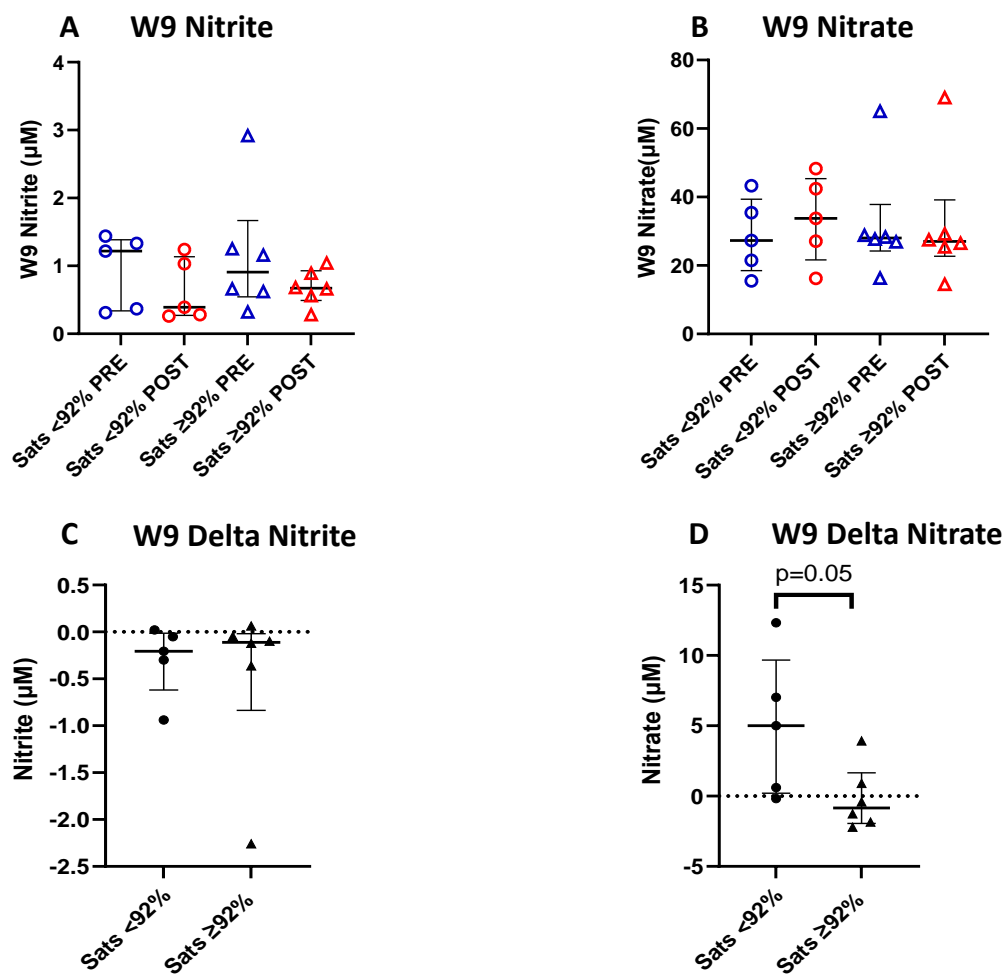 A W9 Nitrite
W9 Nitrite (µM)
4
3
2
1
0
Sats <92% PRE
Sats <92% POST
Sats ≥92% PRE
Sats ≥92% POST
B W9 Nitrate
W9 Nitrate(µM)
80
60
40
20
0
Sats <92% PRE
Sats <92% POST
Sats ≥92% PRE
Sats ≥92% POST
C W9 Delta Nitrite
Nitrite (µM)
0.5
0.0
-0.5
-1.0
-1.5
-2.0
-2.5
Sats <92%
Sats ≥92%
D W9 Delta Nitrate
p=0.05
Nitrate (µM)
15
10
5
0
-5
Sats <92%
Sats ≥92%